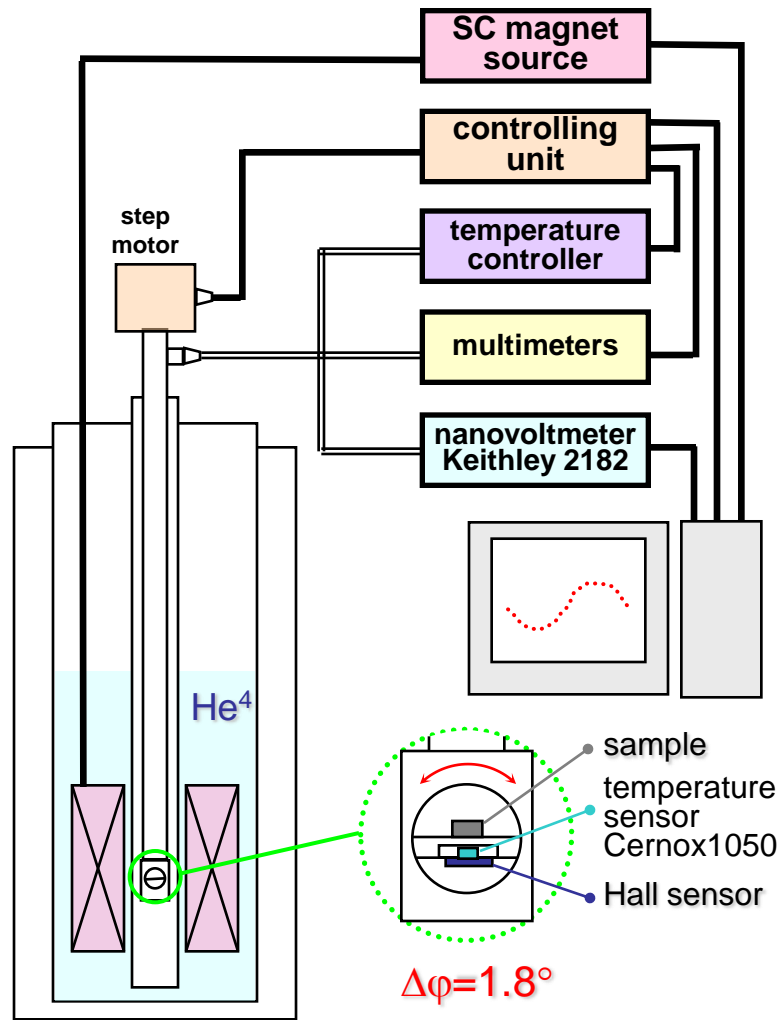 SC magnet
source
controlling
unit
step
motor
temperature
controller
multimeters
nanovoltmeter
Keithley 2182
He⁴
sample
temperature
sensor
Cernox1050
Hall sensor
Δφ=1.8°